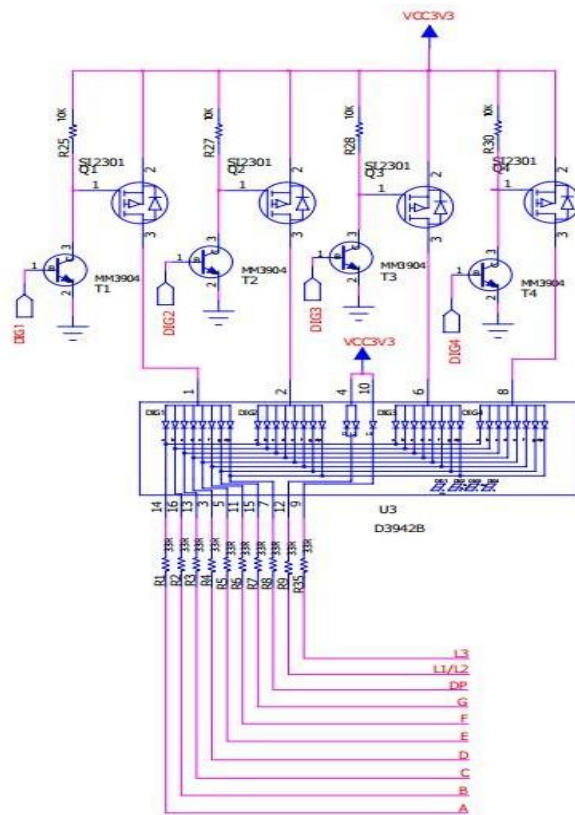 VCC3V3
10K
R25
10K
R27
10K
R28
10K
R30
SI2301
Q1
SI2301
Q2
SI2301
Q3
SI2301
Q4
1
2
3
1
2
3
1
2
3
1
2
3
1
3
2
MM3904
T1
1
3
2
MM3904
T2
1
3
2
MM3904
T3
1
3
2
MM3904
T4
DIG1
DIG2
DIG3
DIG4
VCC3V3
1
2
4
10
6
8
DIG1
DIG2
DIG3
DIG4
U3
D3942B
14
16
13
3
5
11
15
7
12
9
33R
33R
33R
33R
33R
33R
33R
33R
33R
33R
R1
R2
R3
R4
R5
R6
R7
R8
R9
R35
L3
L1/L2
DP
G
F
E
D
C
B
A